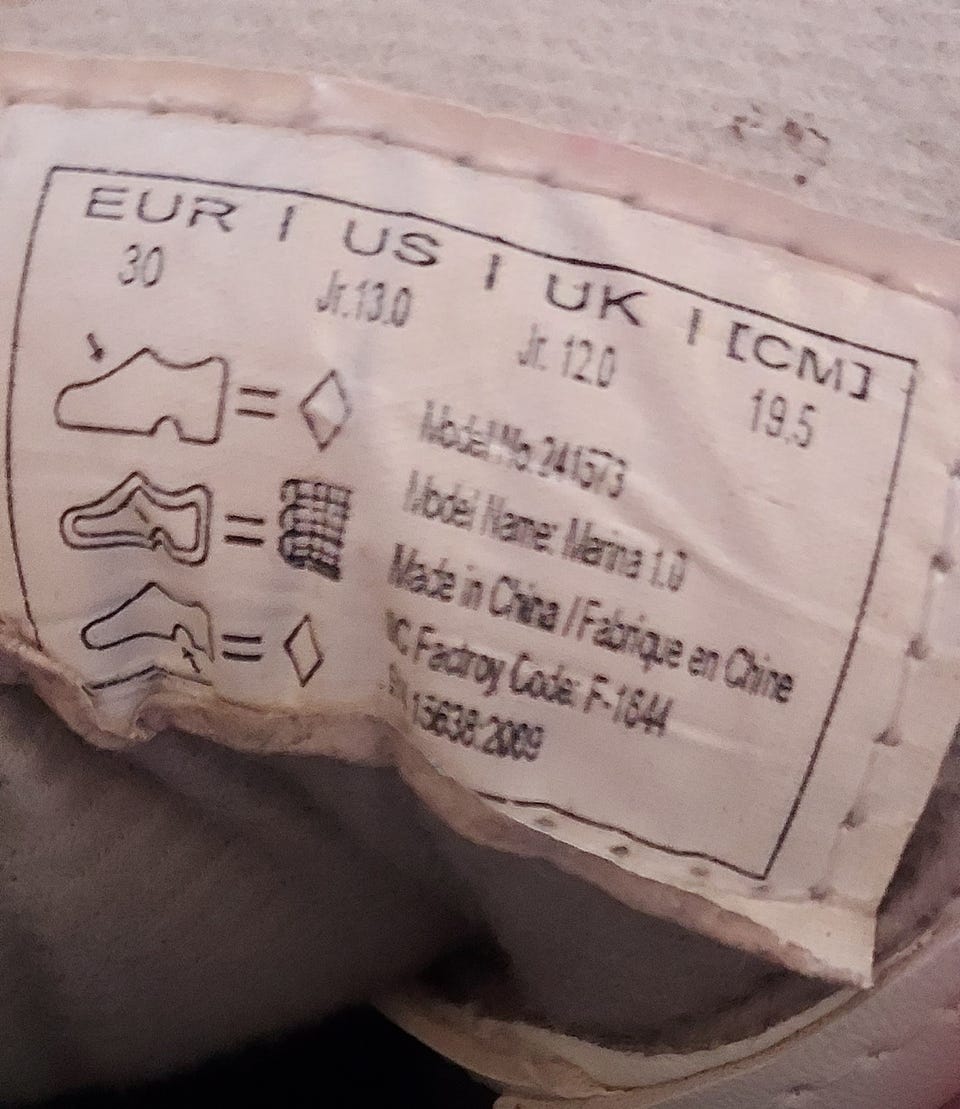 EUR | US | UK | [CM]
30 Jr.13.0 Jr. 12.0 19.5
=
=
=
Model No.241573
Model Name: Marina 1.0
Made in China / Fabrique en Chine
IC Factroy Code: F-1644
15638:2009